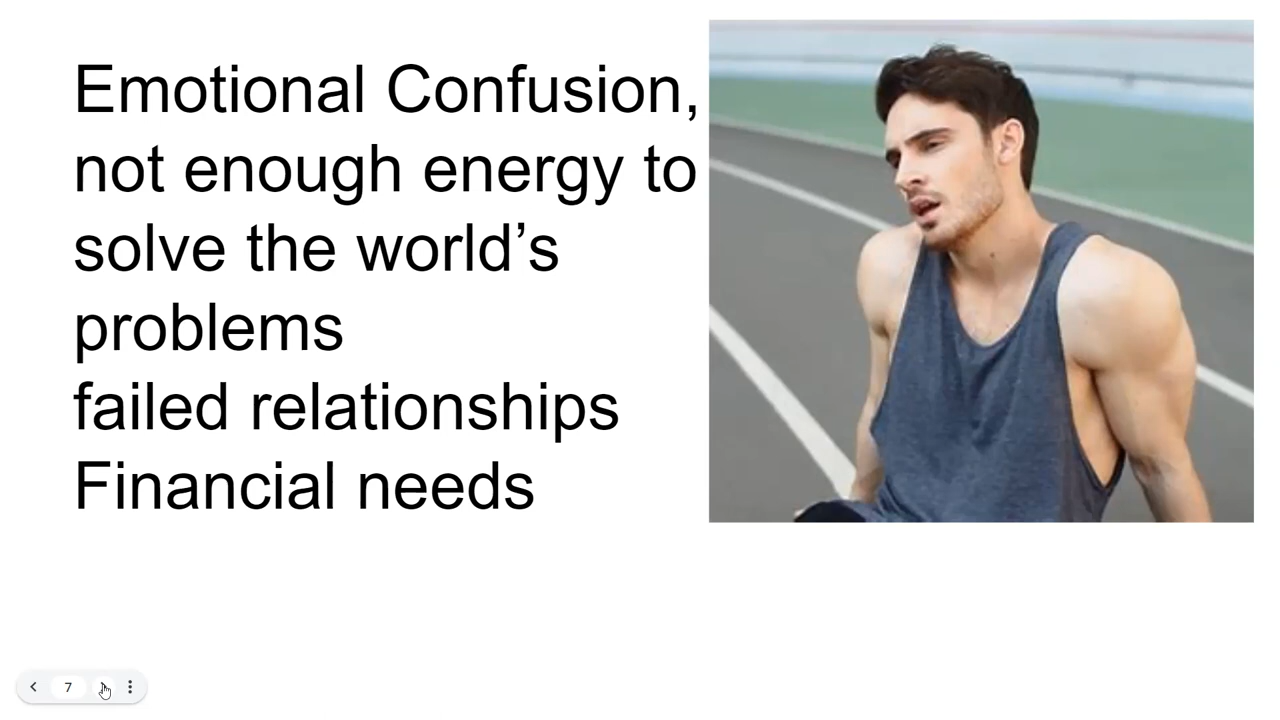 Emotional Confusion,
not enough energy to
solve the world’s
problems
failed relationships
Financial needs
7